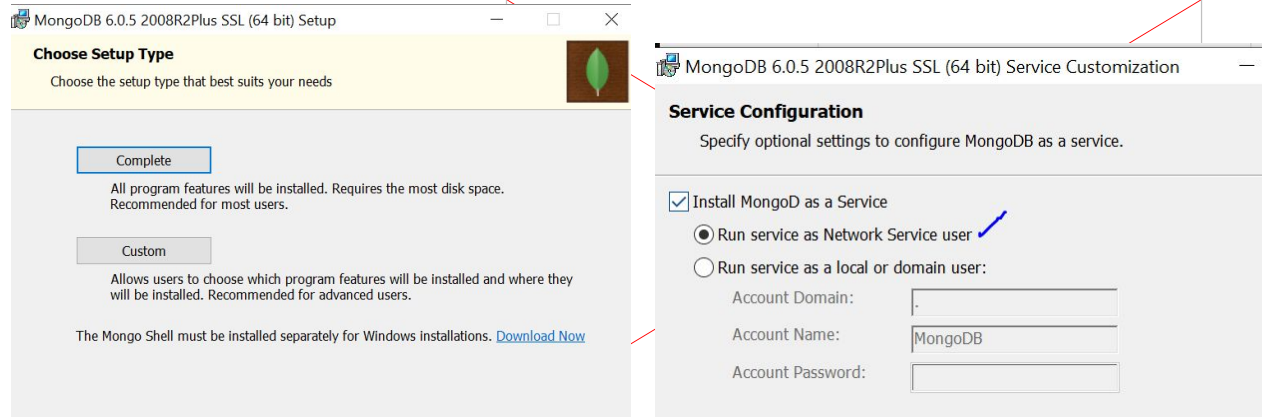 MongoDB 6.0.5 2008R2Plus SSL (64 bit) Setup
Choose Setup Type
Choose the setup type that best suits your needs
Complete
All program features will be installed. Requires the most disk space.
Recommended for most users.
Custom
Allows users to choose which program features will be installed and where they
will be installed. Recommended for advanced users.
The Mongo Shell must be installed separately for Windows installations. Download Now
MongoDB 6.0.5 2008R2Plus SSL (64 bit) Service Customization
Service Configuration
Specify optional settings to configure MongoDB as a service.
Install MongoD as a Service
Run service as Network Service user
Run service as a local or domain user:
Account Domain:
.
Account Name:
MongoDB
Account Password: